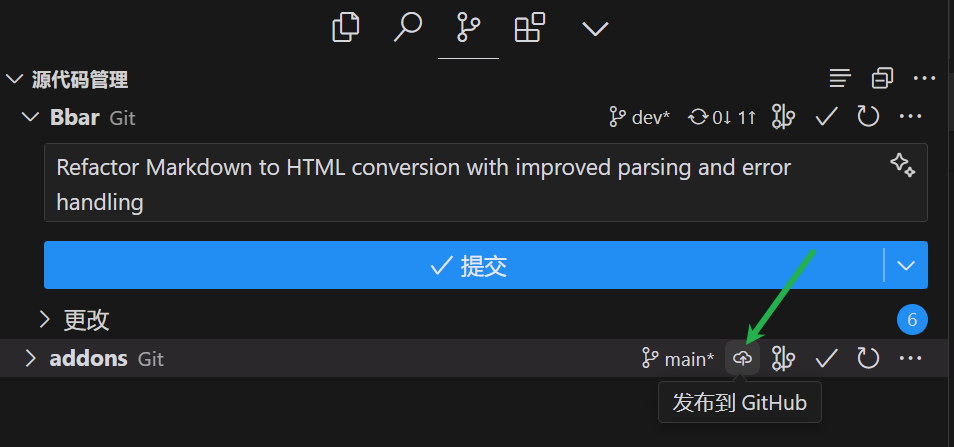 源代码管理
Bbar Git dev* 0↓ 1↑
Refactor Markdown to HTML conversion with improved parsing and error
handling
提交
更改 6
addons Git main*
发布到 GitHub